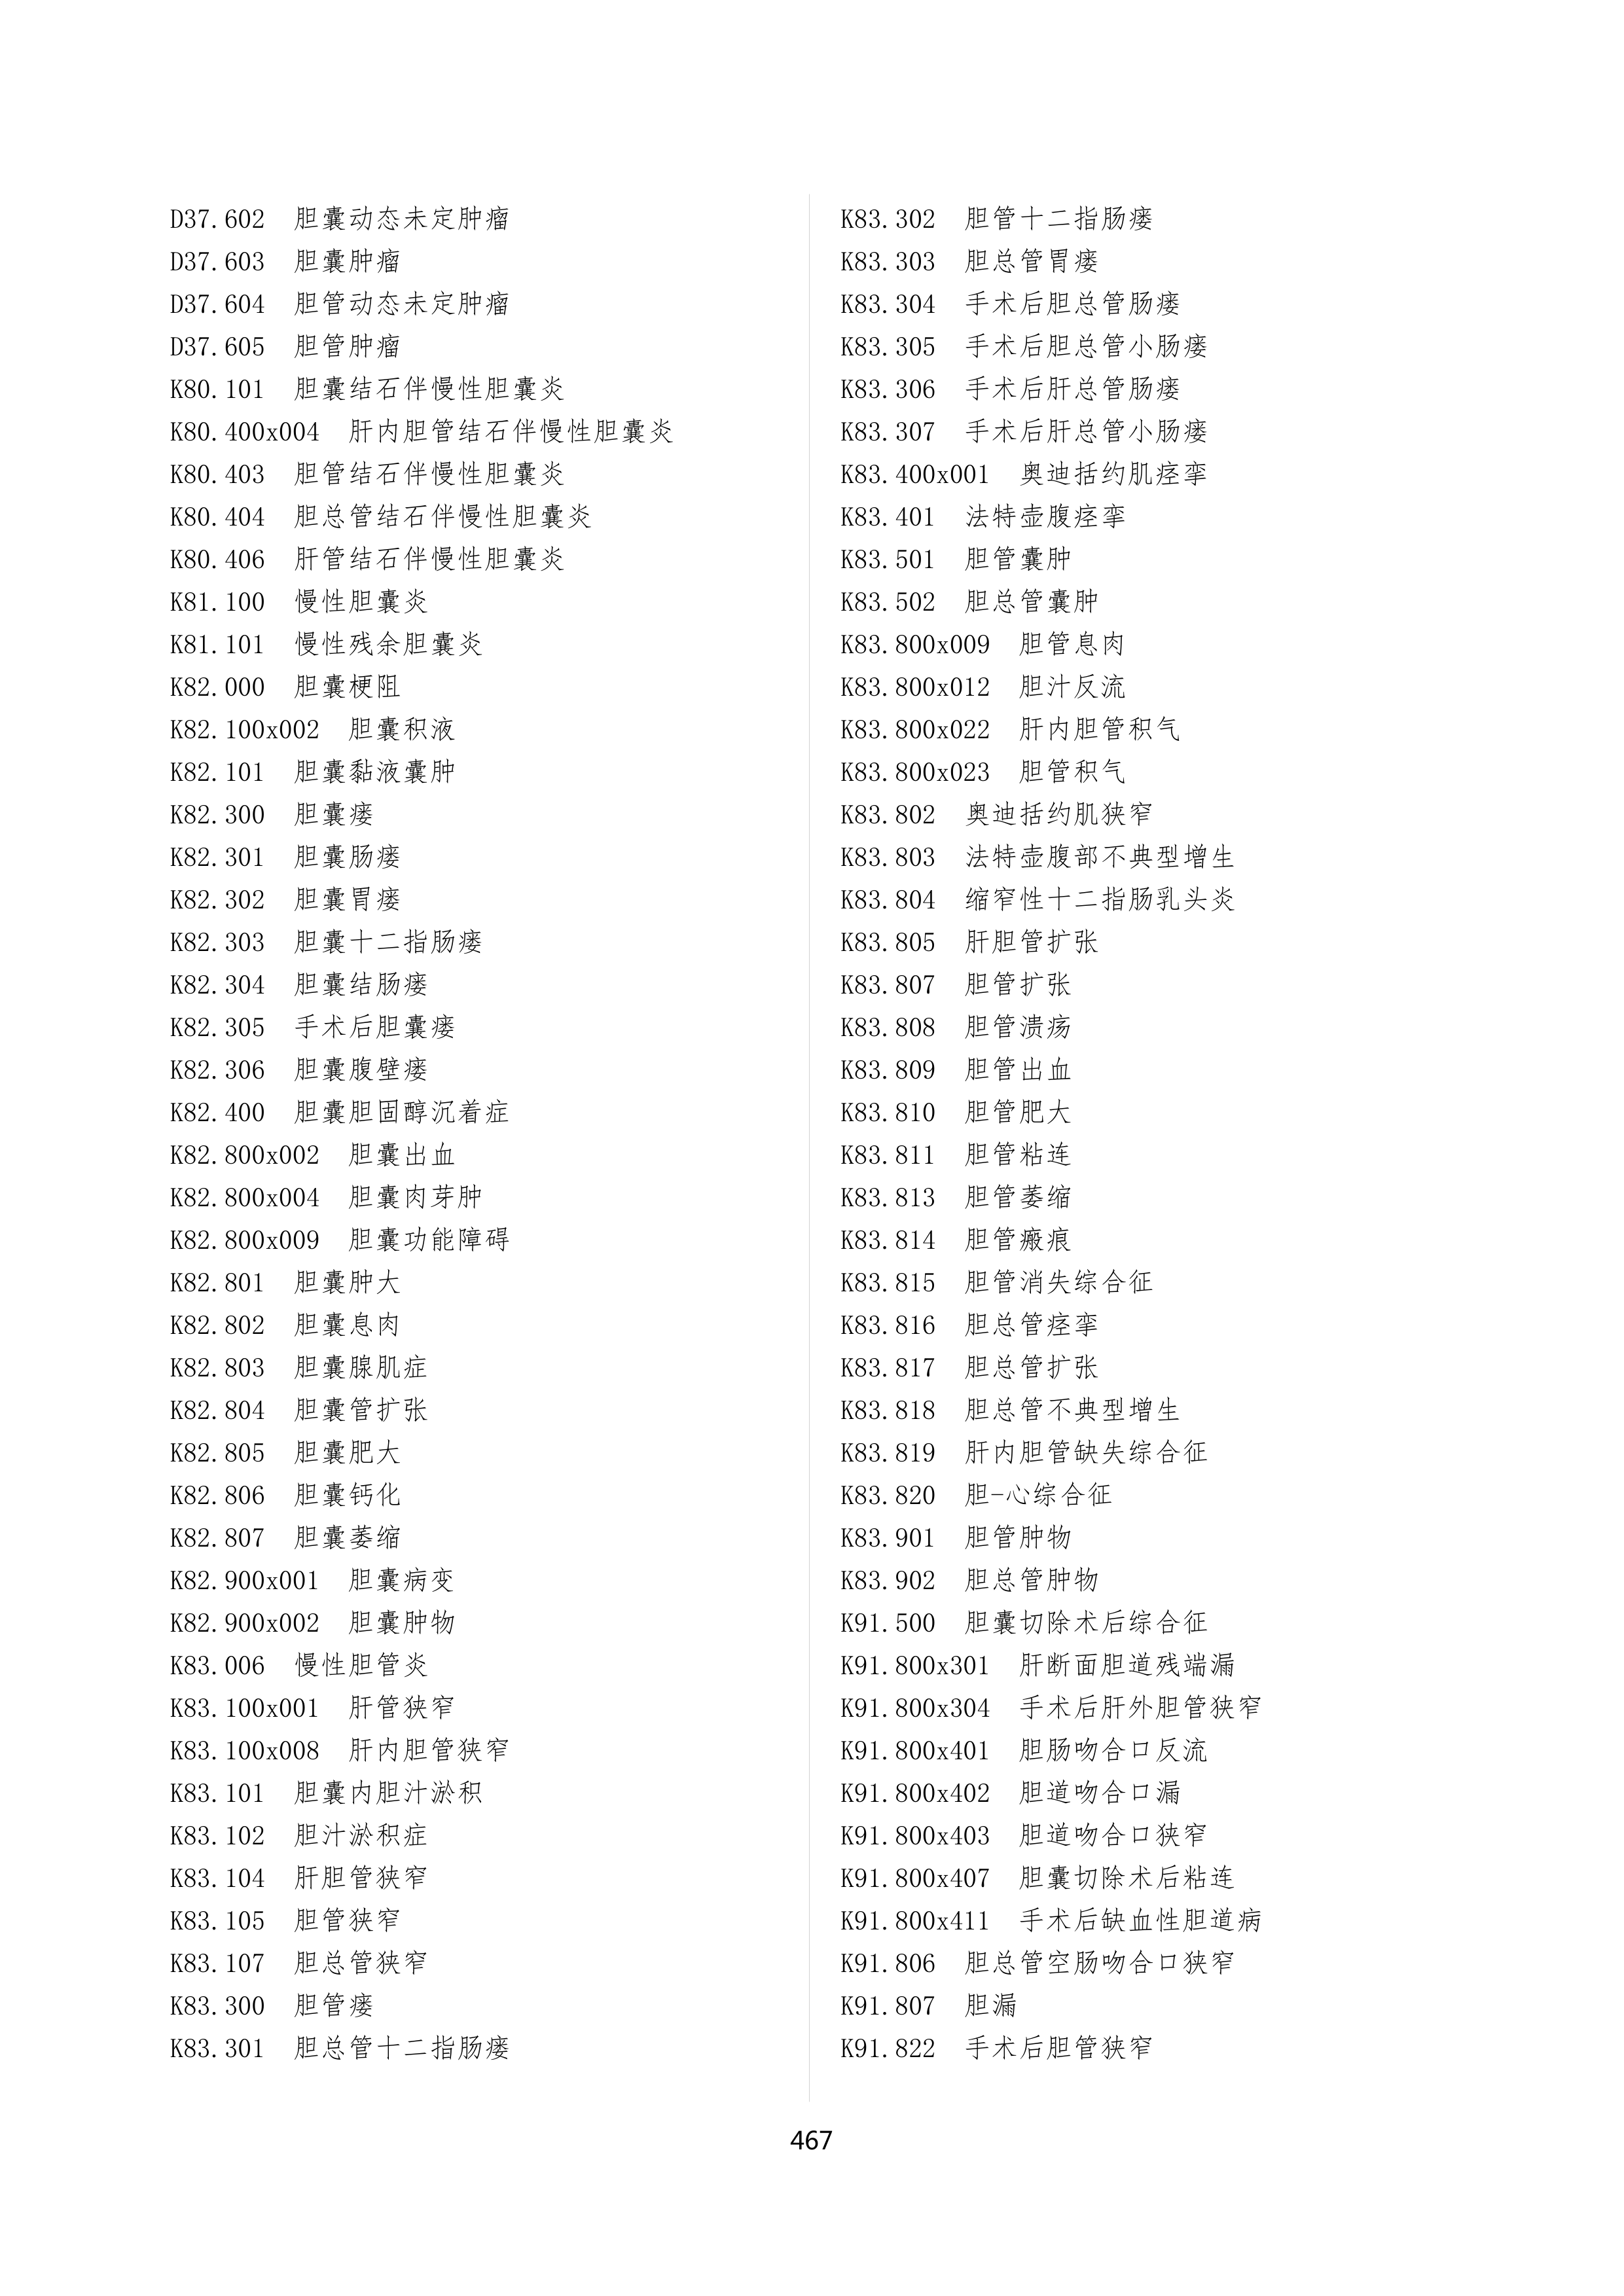 D37.602 胆囊动态未定肿瘤
D37.603 胆囊肿瘤
D37.604 胆管动态未定肿瘤
D37.605 胆管肿瘤
K80.101 胆囊结石伴慢性胆囊炎
K80.400x004 肝内胆管结石伴慢性胆囊炎
K80.403 胆管结石伴慢性胆囊炎
K80.404 胆总管结石伴慢性胆囊炎
K80.406 肝管结石伴慢性胆囊炎
K81.100 慢性胆囊炎
K81.101 慢性残余胆囊炎
K82.000 胆囊梗阻
K82.100x002 胆囊积液
K82.101 胆囊黏液囊肿
K82.300 胆囊瘘
K82.301 胆囊肠瘘
K82.302 胆囊胃瘘
K82.303 胆囊十二指肠瘘
K82.304 胆囊结肠瘘
K82.305 手术后胆囊瘘
K82.306 胆囊腹壁瘘
K82.400 胆囊胆固醇沉着症
K82.800x002 胆囊出血
K82.800x004 胆囊肉芽肿
K82.800x009 胆囊功能障碍
K82.801 胆囊肿大
K82.802 胆囊息肉
K82.803 胆囊腺肌症
K82.804 胆囊管扩张
K82.805 胆囊肥大
K82.806 胆囊钙化
K82.807 胆囊萎缩
K82.900x001 胆囊病变
K82.900x002 胆囊肿物
K83.006 慢性胆管炎
K83.100x001 肝管狭窄
K83.100x008 肝内胆管狭窄
K83.101 胆囊内胆汁淤积
K83.102 胆汁淤积症
K83.104 肝胆管狭窄
K83.105 胆管狭窄
K83.107 胆总管狭窄
K83.300 胆管瘘
K83.301 胆总管十二指肠瘘
K83.302 胆管十二指肠瘘
K83.303 胆总管胃瘘
K83.304 手术后胆总管肠瘘
K83.305 手术后胆总管小肠瘘
K83.306 手术后肝总管肠瘘
K83.307 手术后肝总管小肠瘘
K83.400x001 奥迪括约肌痉挛
K83.401 法特壶腹痉挛
K83.501 胆管囊肿
K83.502 胆总管囊肿
K83.800x009 胆管息肉
K83.800x012 胆汁反流
K83.800x022 肝内胆管积气
K83.800x023 胆管积气
K83.802 奥迪括约肌狭窄
K83.803 法特壶腹部不典型增生
K83.804 缩窄性十二指肠乳头炎
K83.805 肝胆管扩张
K83.807 胆管扩张
K83.808 胆管溃疡
K83.809 胆管出血
K83.810 胆管肥大
K83.811 胆管粘连
K83.813 胆管萎缩
K83.814 胆管瘢痕
K83.815 胆管消失综合征
K83.816 胆总管痉挛
K83.817 胆总管扩张
K83.818 胆总管不典型增生
K83.819 肝内胆管缺失综合征
K83.820 胆-心综合征
K83.901 胆管肿物
K83.902 胆总管肿物
K91.500 胆囊切除术后综合征
K91.800x301 肝断面胆道残端漏
K91.800x304 手术后肝外胆管狭窄
K91.800x401 胆肠吻合口反流
K91.800x402 胆道吻合口漏
K91.800x403 胆道吻合口狭窄
K91.800x407 胆囊切除术后粘连
K91.800x411 手术后缺血性胆道病
K91.806 胆总管空肠吻合口狭窄
K91.807 胆漏
K91.822 手术后胆管狭窄
467